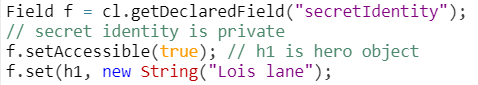 Field f = cl.getDeclaredField("secretIdentity");
// secret identity is private
f.setAccessible(true); // h1 is hero object
f.set(h1, new String("Lois lane");